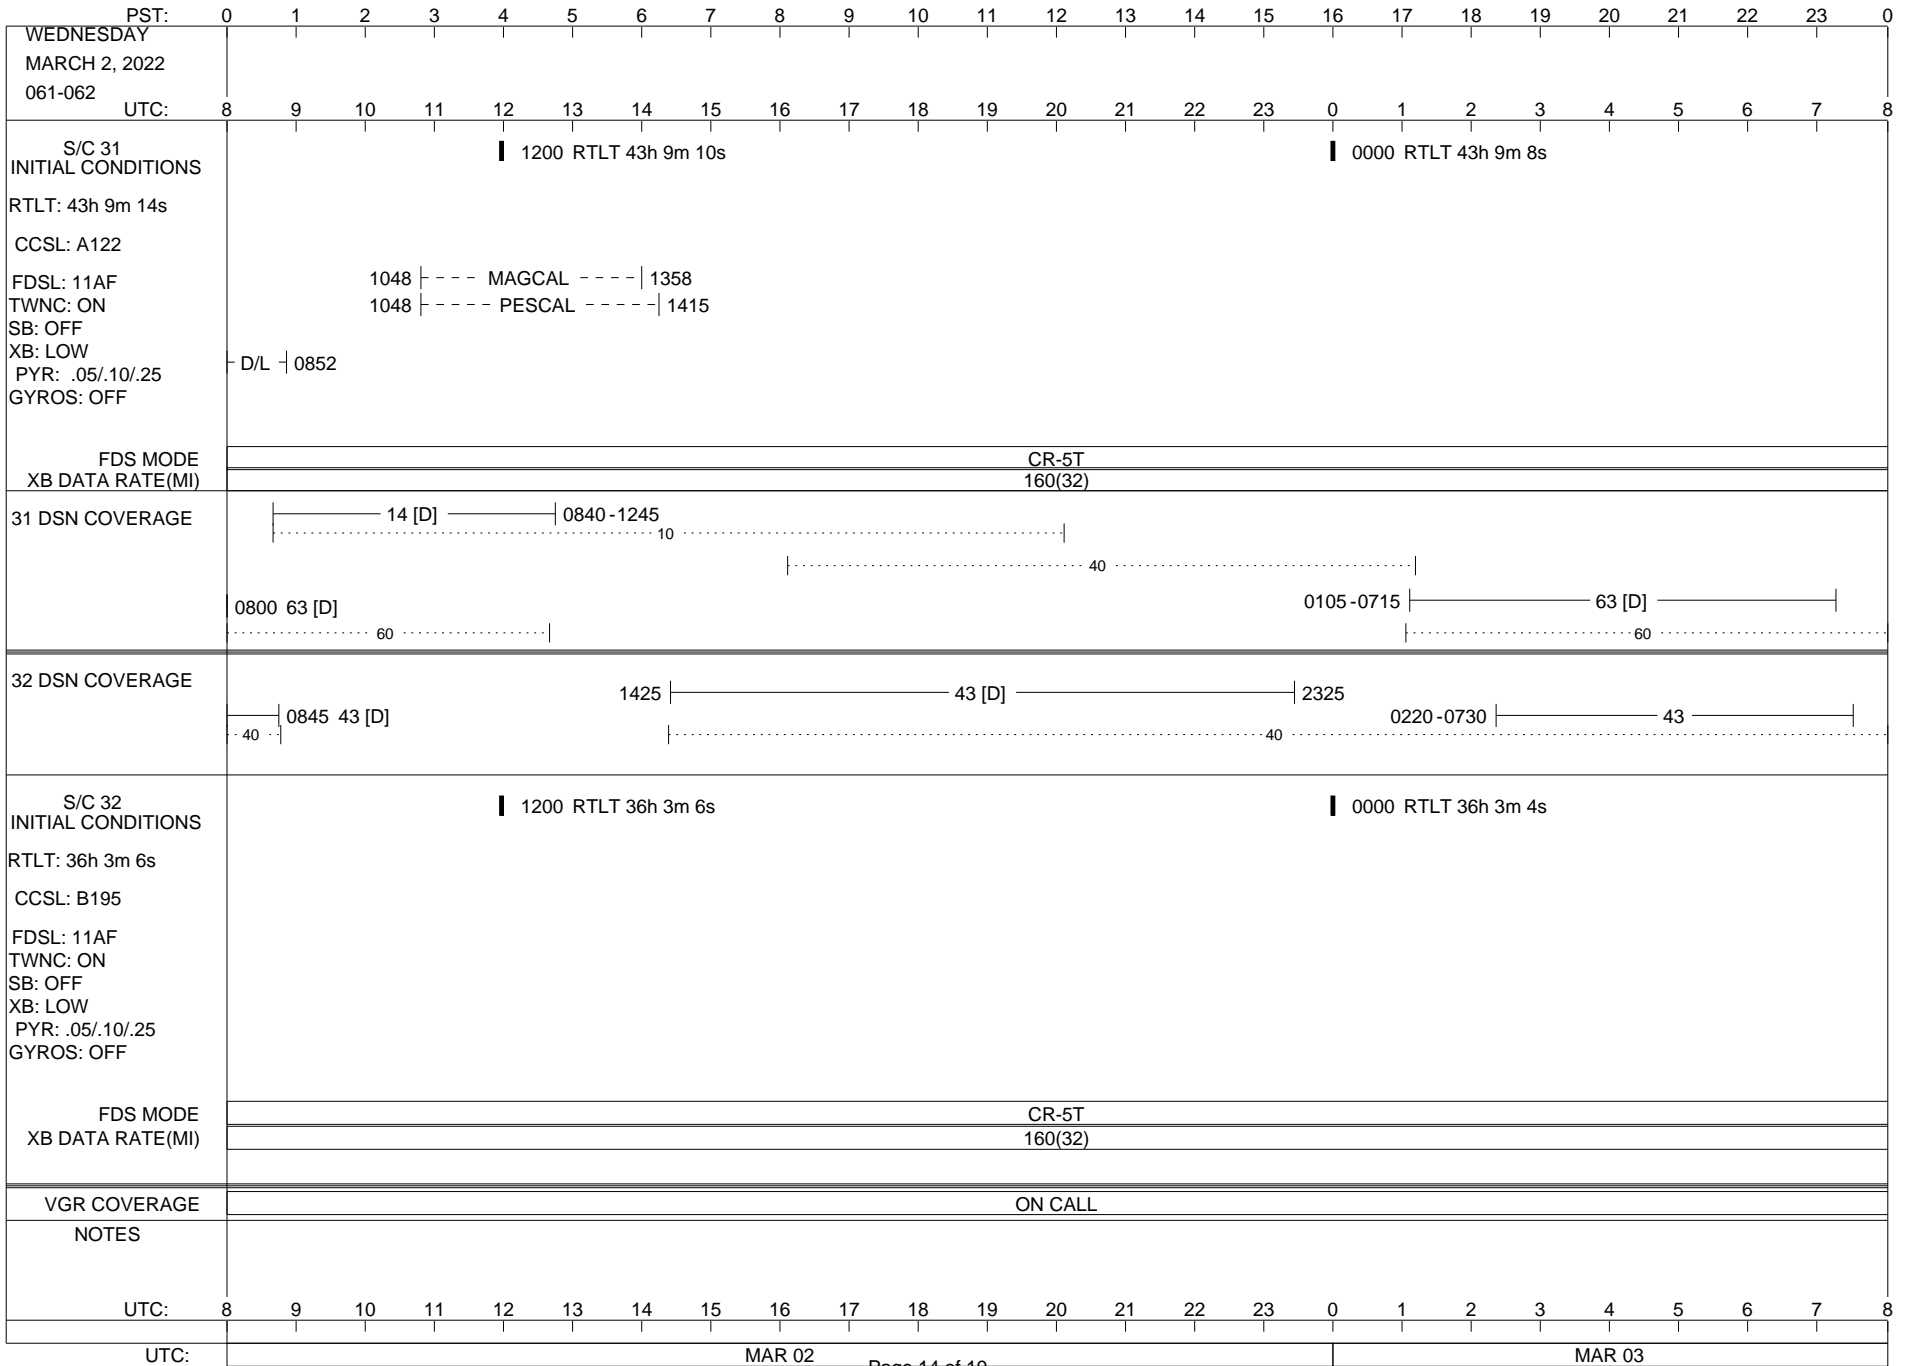 PST: 0 1 2 3 4 5 6 7 8 9 10 11 12 13 14 15 16 17 18 19 20 21 22 23 0
WEDNESDAY
MARCH 2, 2022
061-062
UTC: 8 9 10 11 12 13 14 15 16 17 18 19 20 21 22 23 0 1 2 3 4 5 6 7 8
S/C 31
INITIAL CONDITIONS
1200 RTLT 43h 9m 10s
0000 RTLT 43h 9m 8s
RTLT: 43h 9m 14s
CCSL: A122
FDSL: 11AF
1048 MAGCAL 1358
TWNC: ON
1048 PESCAL 1415
SB: OFF
XB: LOW
D/L 0852
PYR: .05/.10/.25
GYROS: OFF
FDS MODE CR-5T
XB DATA RATE(MI) 160(32)
31 DSN COVERAGE
14 [D] 0840-1245
10
40
0800 63 [D]
0105-0715 63 [D]
60
60
32 DSN COVERAGE
1425 43 [D] 2325
0845 43 [D]
0220-0730 43
40
40
S/C 32
INITIAL CONDITIONS
1200 RTLT 36h 3m 6s
0000 RTLT 36h 3m 4s
RTLT: 36h 3m 6s
CCSL: B195
FDSL: 11AF
TWNC: ON
SB: OFF
XB: LOW
PYR: .05/.10/.25
GYROS: OFF
FDS MODE CR-5T
XB DATA RATE(MI) 160(32)
VGR COVERAGE ON CALL
NOTES
UTC: 8 9 10 11 12 13 14 15 16 17 18 19 20 21 22 23 0 1 2 3 4 5 6 7 8
UTC: MAR 02 MAR 03
Page 14 of 19